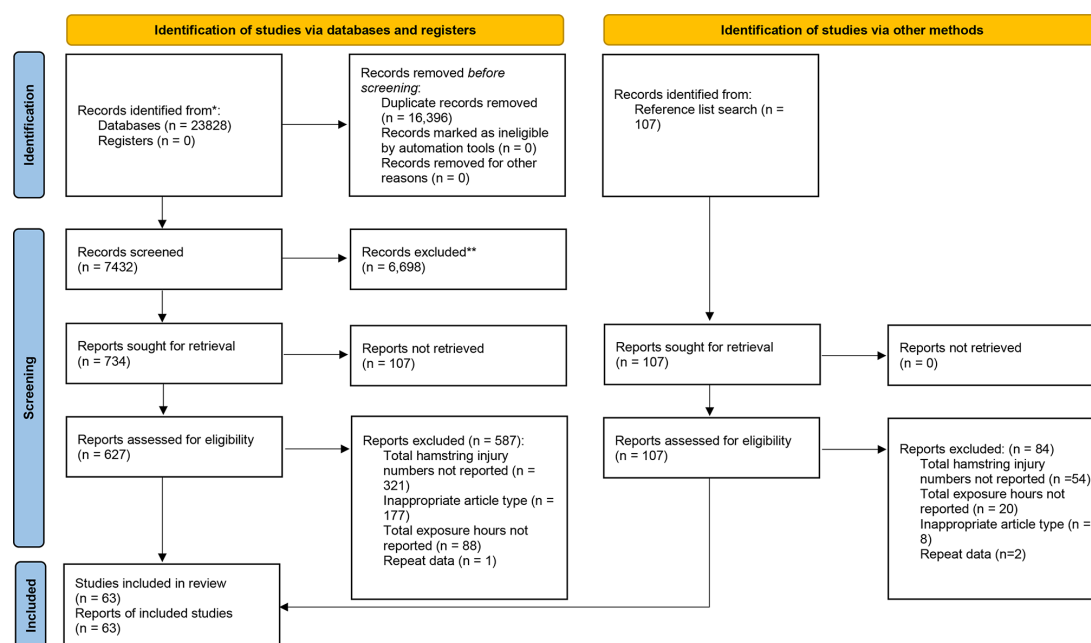 Identification of studies via databases and registers
Identification of studies via other methods
Identification
Records identified from*:
Databases (n = 23828)
Registers (n = 0)
Records removed before
screening:
Duplicate records removed
(n = 16,396)
Records marked as ineligible
by automation tools (n = 0)
Records removed for other
reasons (n = 0)
Records identified from:
Reference list search (n =
107)
Screening
Records screened
(n = 7432)
Records excluded**
(n = 6,698)
Reports sought for retrieval
(n = 734)
Reports not retrieved
(n = 107)
Reports sought for retrieval
(n = 107)
Reports not retrieved
(n = 0)
Reports assessed for eligibility
(n = 627)
Reports excluded (n = 587):
Total hamstring injury
numbers not reported (n =
321)
Inappropriate article type (n =
177)
Total exposure hours not
reported (n = 88)
Repeat data (n = 1)
Reports assessed for eligibility
(n = 107)
Reports excluded: (n = 84)
Total hamstring injury
numbers not reported (n =54)
Total exposure hours not
reported (n = 20)
Inappropriate article type (n =
8)
Repeat data (n=2)
Included
Studies included in review
(n = 63)
Reports of included studies
(n = 63)